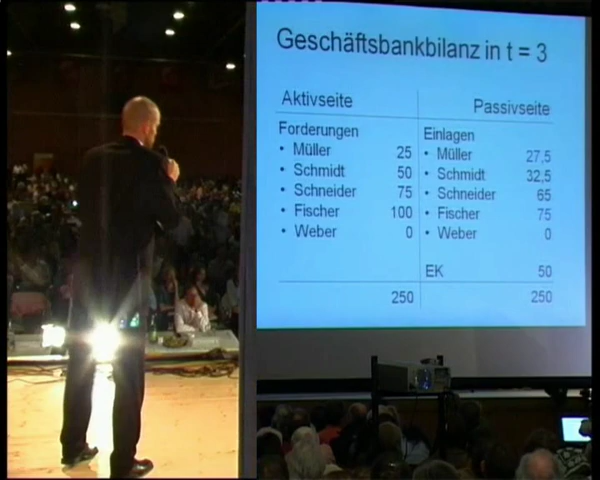 Geschäftsbankbilanz in t = 3
Aktivseite
Forderungen
• Müller 25
• Schmidt 50
• Schneider 75
• Fischer 100
• Weber 0
250
Passivseite
Einlagen
• Müller 27,5
• Schmidt 32,5
• Schneider 65
• Fischer 75
• Weber 0
EK 50
250